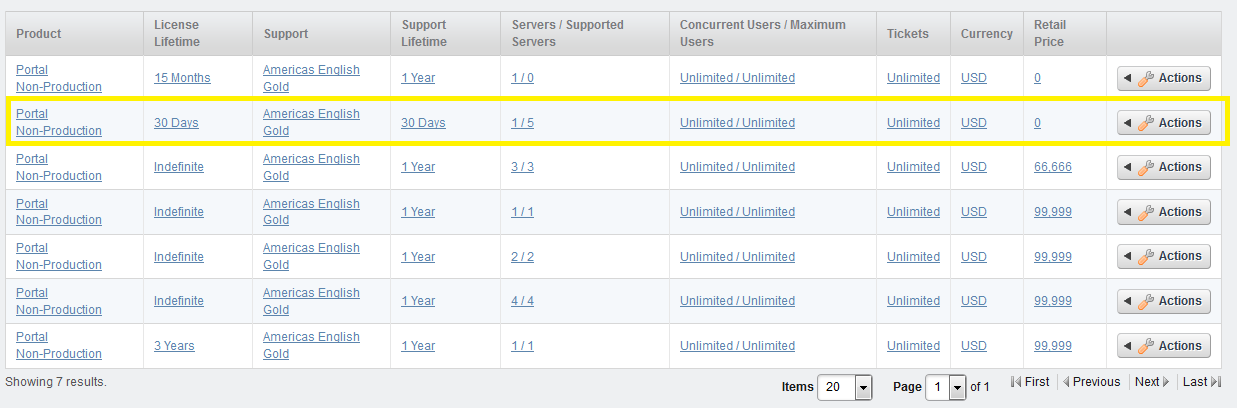 Product License Lifetime Support Support Lifetime Servers / Supported Servers Concurrent Users / Maximum Users Tickets Currency Retail Price
Portal Non-Production 15 Months Americas English Gold 1 Year 1 / 0 Unlimited / Unlimited Unlimited USD 0 Actions
Portal Non-Production 30 Days Americas English Gold 30 Days 1 / 5 Unlimited / Unlimited Unlimited USD 0 Actions
Portal Non-Production Indefinite Americas English Gold 1 Year 3 / 3 Unlimited / Unlimited Unlimited USD 66,666 Actions
Portal Non-Production Indefinite Americas English Gold 1 Year 1 / 1 Unlimited / Unlimited Unlimited USD 99,999 Actions
Portal Non-Production Indefinite Americas English Gold 1 Year 2 / 2 Unlimited / Unlimited Unlimited USD 99,999 Actions
Portal Non-Production Indefinite Americas English Gold 1 Year 4 / 4 Unlimited / Unlimited Unlimited USD 99,999 Actions
Portal Non-Production 3 Years Americas English Gold 1 Year 1 / 1 Unlimited / Unlimited Unlimited USD 99,999 Actions
Showing 7 results. Items 20 Page 1 of 1 First Previous Next Last